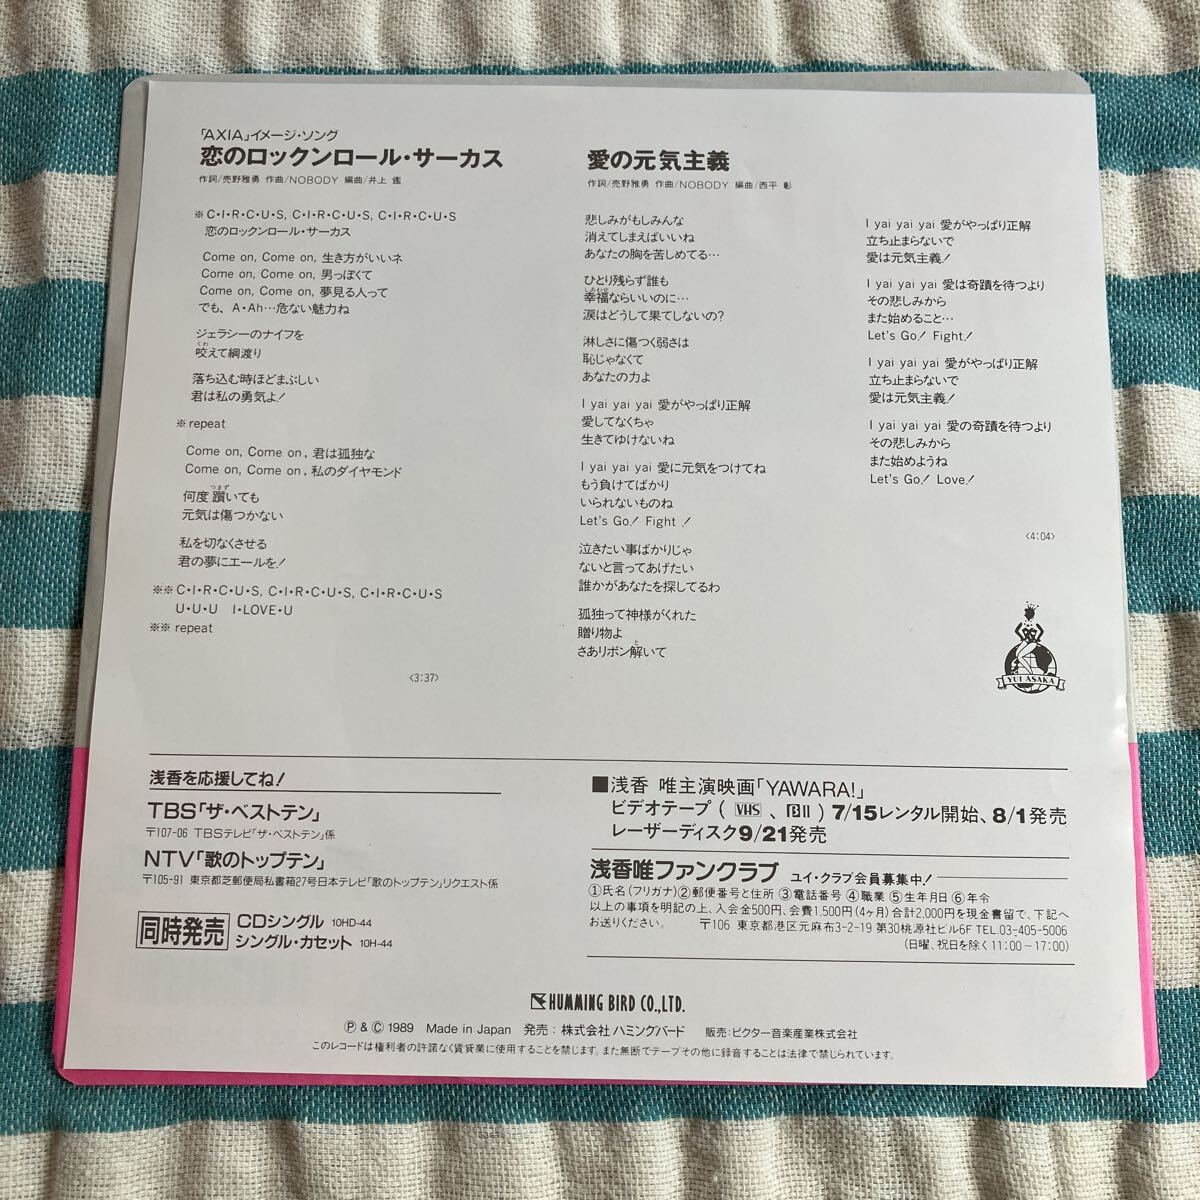 「AXIA」イメージ・ソング
恋のロックンロール・サーカス
作詞/売野雅勇 作曲/NOBODY 編曲/井上 鑑
※C・I・R・C・U・S, C・I・R・C・U・S, C・I・R・C・U・S
恋のロックンロール・サーカス
Come on, Come on, 生き方がいいネ
Come on, Come on, 男っぽくて
Come on, Come on, 夢見る人って
でも、A・Ah…危ない魅力ね
ジェラシーのナイフを
くわ
咬えて綱渡り
落ち込む時ほどまぶしい
君は私の勇気よ!
※repeat
Come on, Come on, 君は孤独な
Come on, Come on, 私のダイヤモンド
つまず
何度 躓いても
元気は傷つかない
私を切なくさせる
君の夢にエールを!
※※C・I・R・C・U・S, C・I・R・C・U・S, C・I・R・C・U・S
U・U・U I・LOVE・U
※※ repeat
〈3:37〉
愛の元気主義
作詞/売野雅勇 作曲/NOBODY 編曲/西平 彰
悲しみがもしみんな
消えてしまえばいいね
あなたの胸を苦しめてる…
ひとり残らず誰も
しあわせ
幸福ならいいのに…
涙はどうして果てしないの?
淋しさに傷つく弱さは
恥じゃなくて
あなたの力よ
I yai yai yai 愛がやっぱり正解
愛してなくちゃ
生きてゆけないね
I yai yai yai 愛に元気をつけてね
もう負けてばかり
いられないものね
Let's Go! Fight !
泣きたい事ばかりじゃ
ないと言ってあげたい
誰かがあなたを探してるわ
孤独って神様がくれた
贈り物よ
と
さありボン解いて
I yai yai yai 愛がやっぱり正解
立ち止まらないで
愛は元気主義!
I yai yai yai 愛は奇蹟を待つより
その悲しみから
また始めること…
Let's Go! Fight!
I yai yai yai 愛がやっぱり正解
立ち止まらないで
愛は元気主義!
I yai yai yai 愛の奇蹟を待つより
その悲しみから
また始めようね
Let's Go! Love!
〈4:04〉
YUI ASAKA
浅香を応援してね!
TBS「ザ・ベストテン」
〒107-06 TBSテレビ「ザ・ベストテン」係
NTV「歌のトップテン」
〒105-91 東京都芝郵便局私書箱27号日本テレビ「歌のトップテン」リクエスト係
同時発売
CDシングル 10HD-44
シングル・カセット 10H-44
■浅香 唯主演映画「YAWARA!」
ビデオテープ( VHS 、βII )7/15レンタル開始、8/1発売
レーザーディスク9/21発売
浅香唯ファンクラブ ユイ・クラブ会員募集中!
①氏名(フリガナ)②郵便番号と住所③電話番号④職業⑤生年月日⑥年令
以上の事項を明記の上、入会金500円、会費1,500円(4ヶ月)合計2,000円を現金書留で、下記へ
お送りください。 〒106 東京都港区元麻布3-2-19 第30桃源社ビル6F TEL.03-405-5006
(日曜、祝日を除く11:00〜17:00)
HUMMING BIRD CO.,LTD.
Ⓟ & Ⓒ 1989 Made in Japan 発売:株式会社ハミングバード 販売:ビクター音楽産業株式会社
このレコードは権利者の許諾なく賃貸業に使用することを禁じます。また無断でテープその他に録音することは法律で禁じられています。